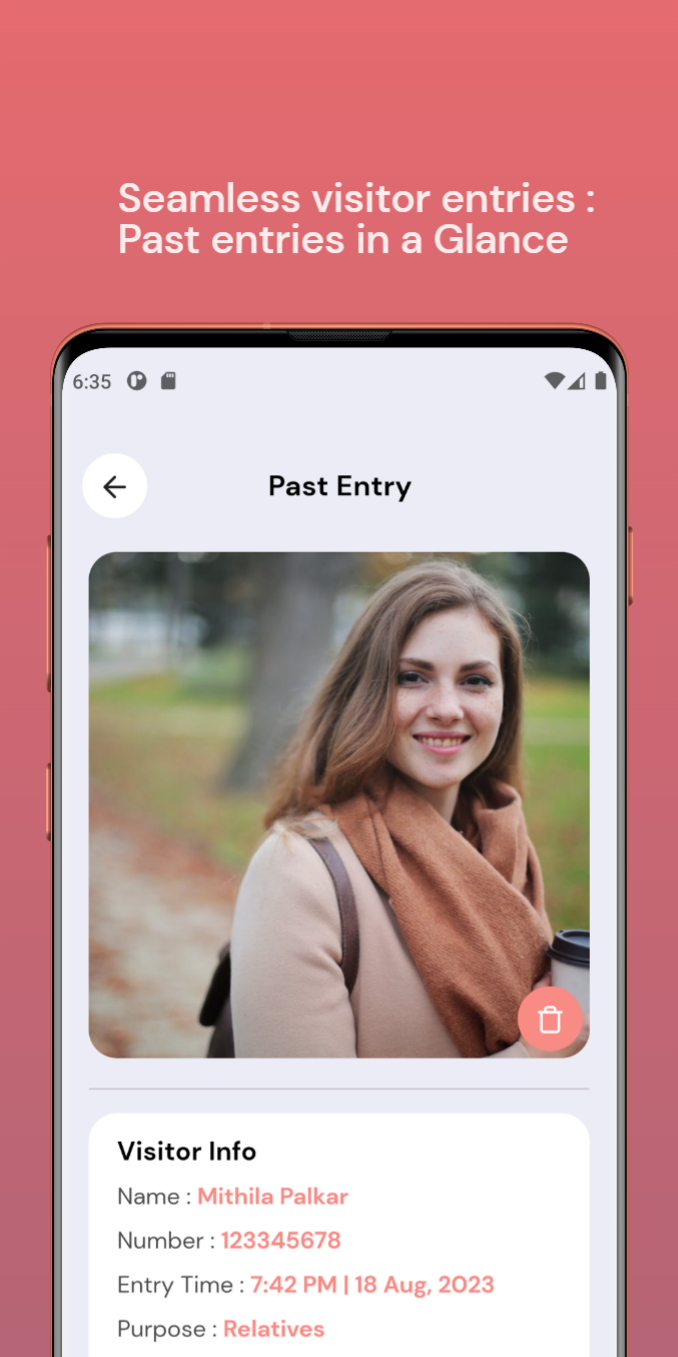 Seamless visitor entries :
Past entries in a Glance
6:35
Past Entry
Visitor Info
Name : Mithila Palkar
Number : 123345678
Entry Time : 7:42 PM | 18 Aug, 2023
Purpose : Relatives